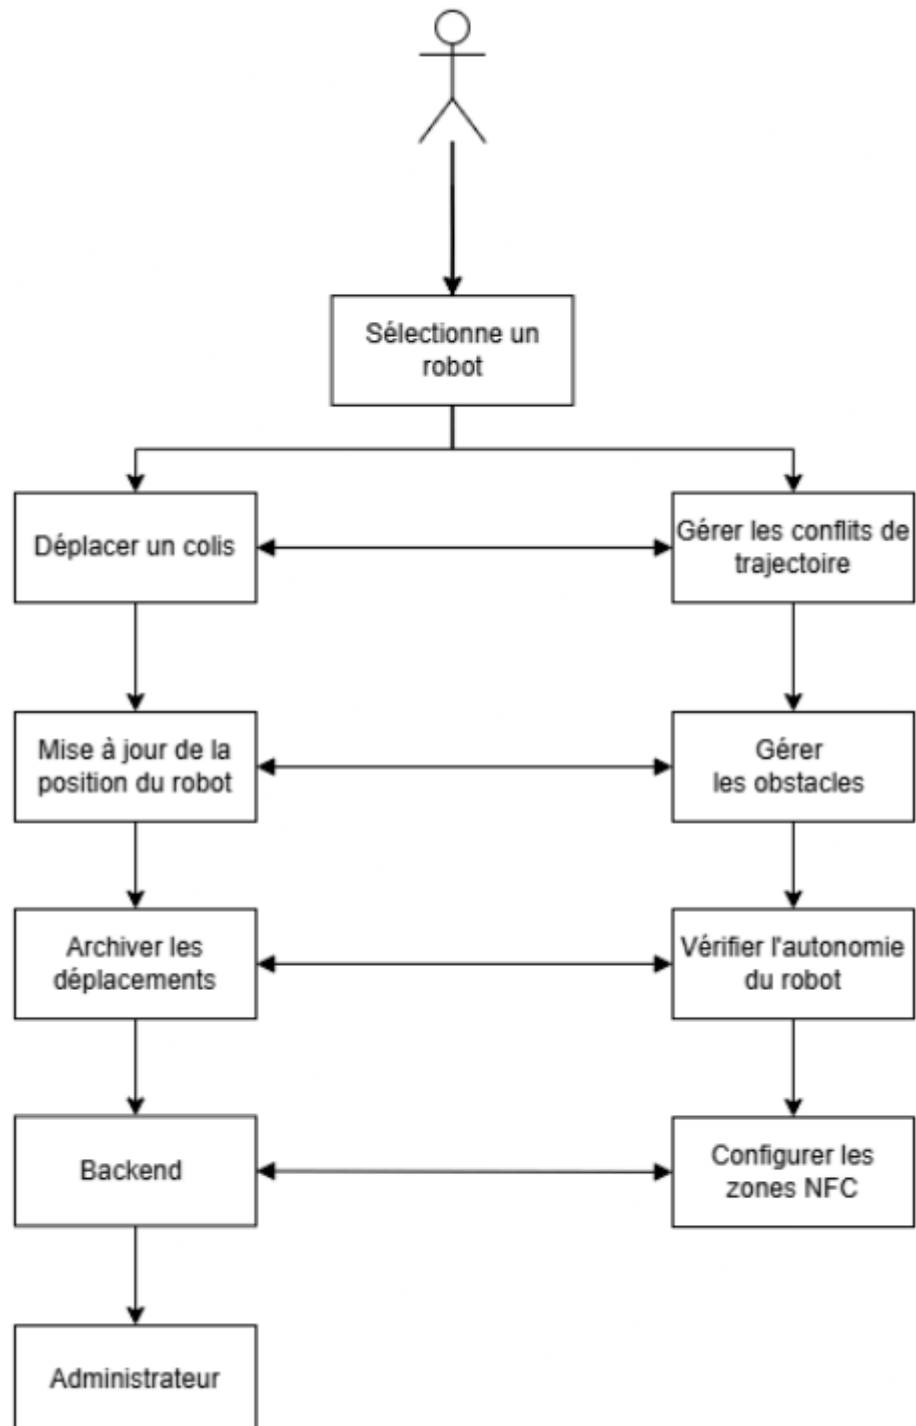 Sélectionne un
robot
Déplacer un colis
Gérer les conflits de
trajectoire
Mise à jour de la
position du robot
Gérer
les obstacles
Archiver les
déplacements
Vérifier l'autonomie
du robot
Backend
Configurer les
zones NFC
Administrateur